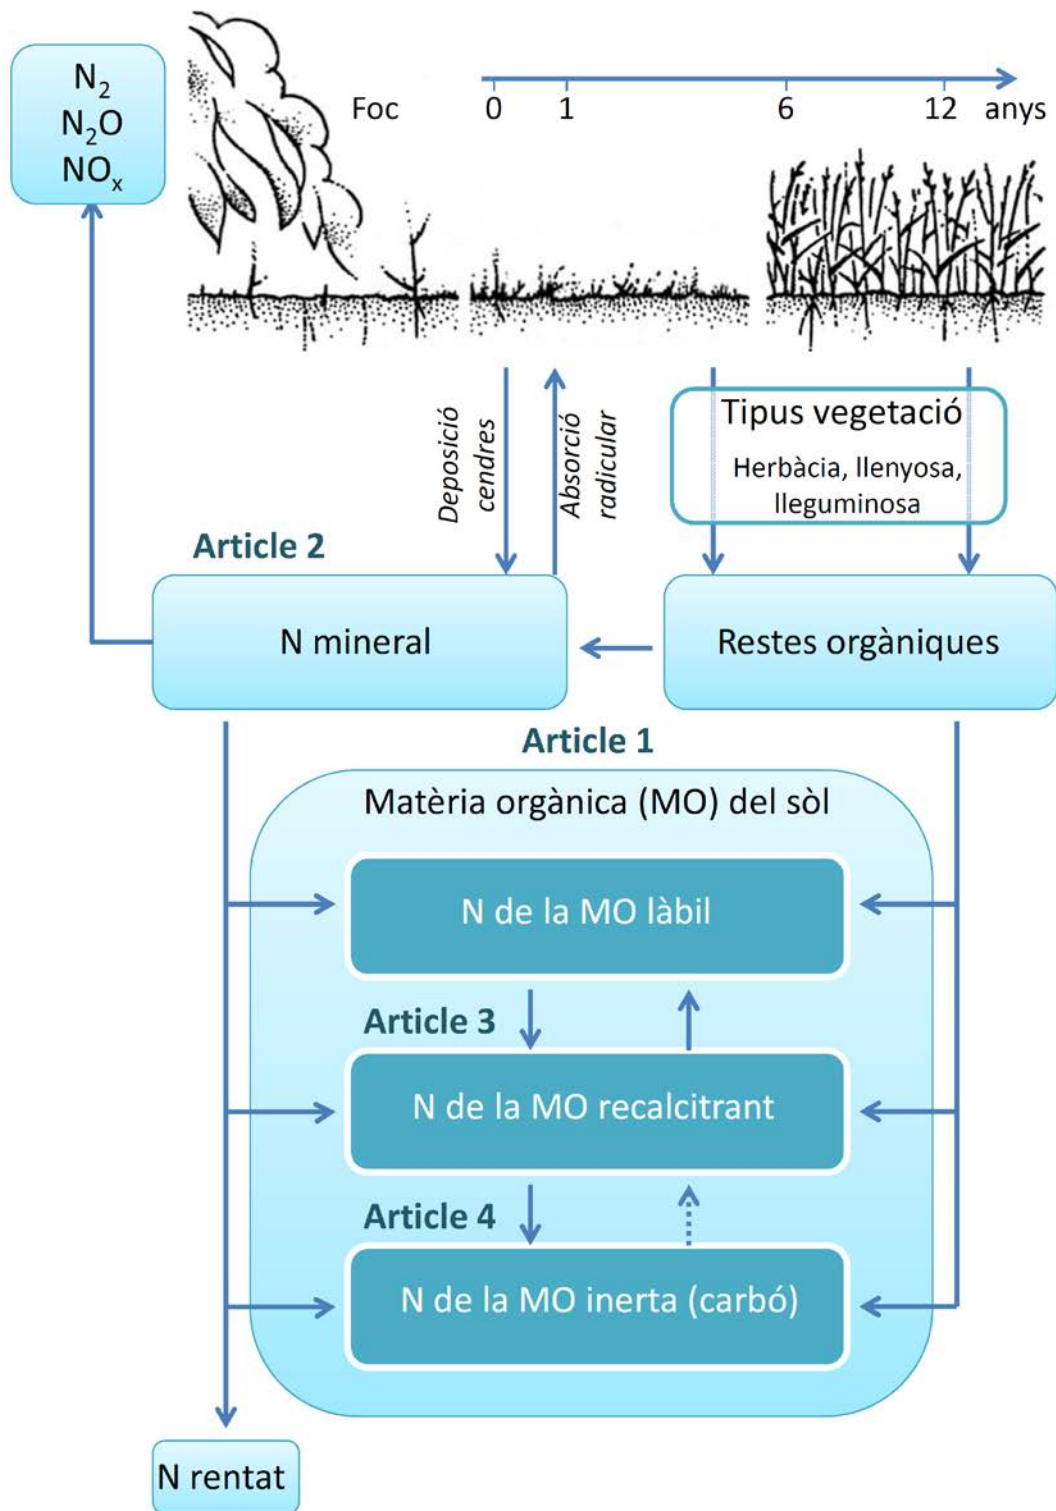 N₂
N₂O
NOₓ
Foc
0 1 6 12 anys
Deposició
cendres
Absorció
radicular
Tipus vegetació
Herbàcia, llenyosa,
lleguminosa
Article 2
N mineral
Restes orgàniques
Article 1
Matèria orgànica (MO) del sòl
N de la MO làbil
Article 3
N de la MO recalcitrant
Article 4
N de la MO inerta (carbó)
N rentat